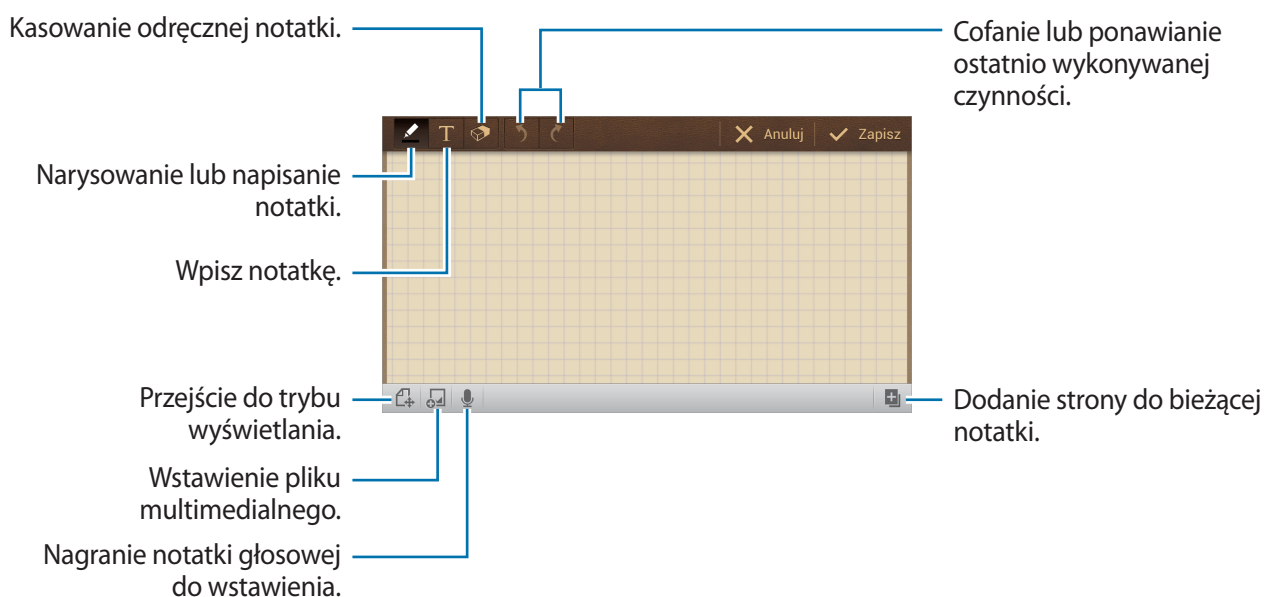 Kasowanie odręcznej notatki.
Cofanie lub ponawianie
ostatnio wykonywanej
czynności.
T
Anuluj
Zapisz
Narysowanie lub napisanie
notatki.
Wpisz notatkę.
Przejście do trybu
wyświetlania.
Dodanie strony do bieżącej
notatki.
Wstawienie pliku
multimedialnego.
Nagranie notatki głosowej
do wstawienia.